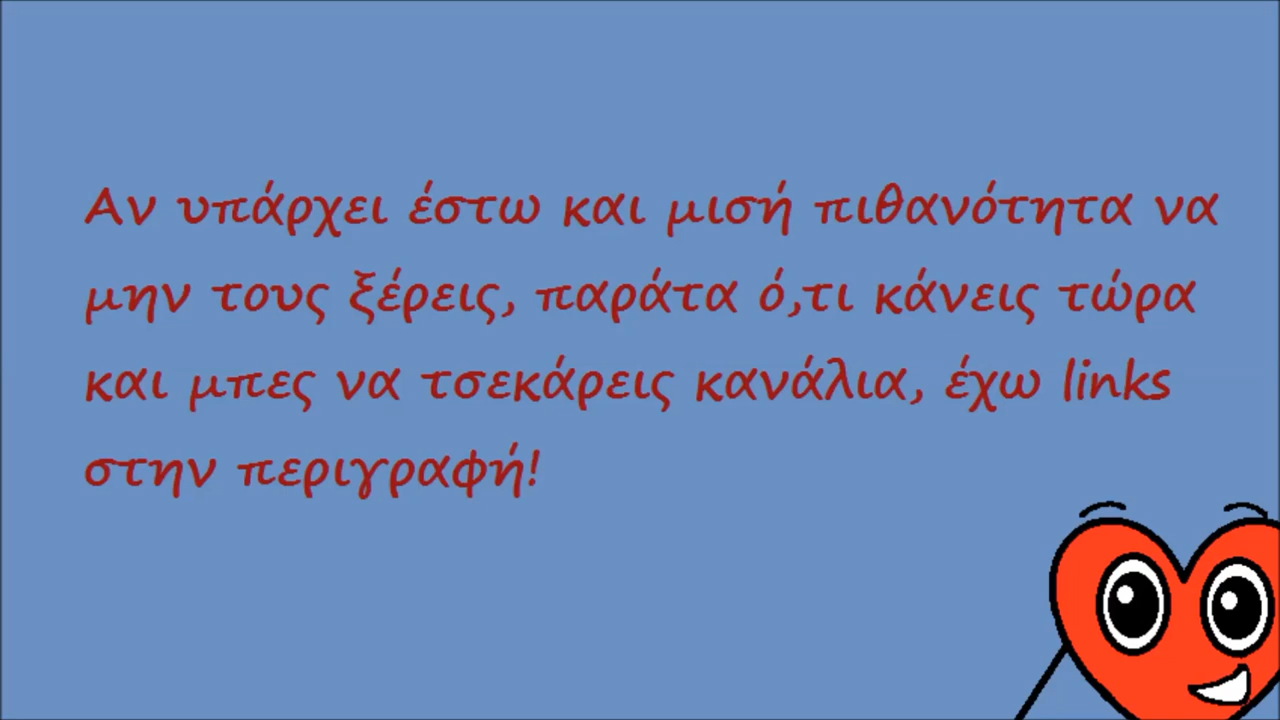 Αν υπάρχει έστω και μισή πιθανότητα να
μην τους ξέρεις, παράτα ό,τι κάνεις τώρα
και μπες να τσεκάρεις κανάλια, έχω links
στην περιγραφή!